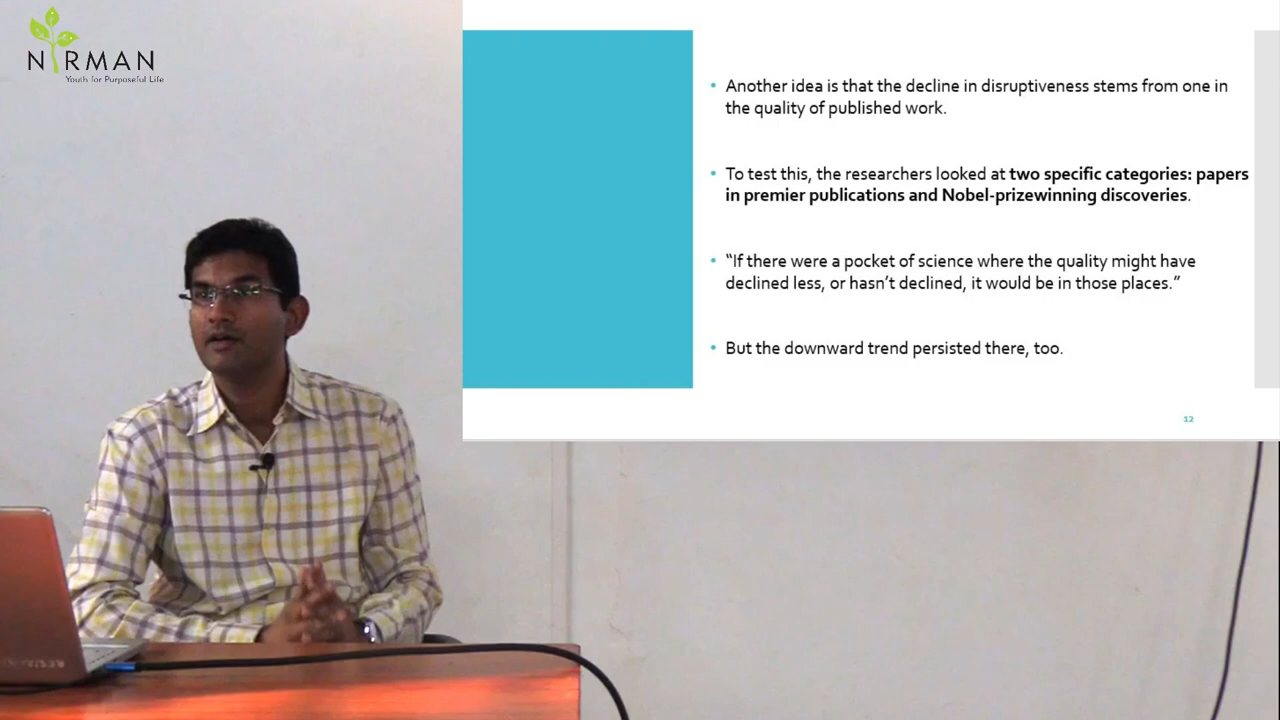 NIRMAN
Youth for Purposeful Life
• Another idea is that the decline in disruptiveness stems from one in
the quality of published work.
• To test this, the researchers looked at two specific categories: papers
in premier publications and Nobel-prizewinning discoveries.
• “If there were a pocket of science where the quality might have
declined less, or hasn’t declined, it would be in those places.”
• But the downward trend persisted there, too.
12